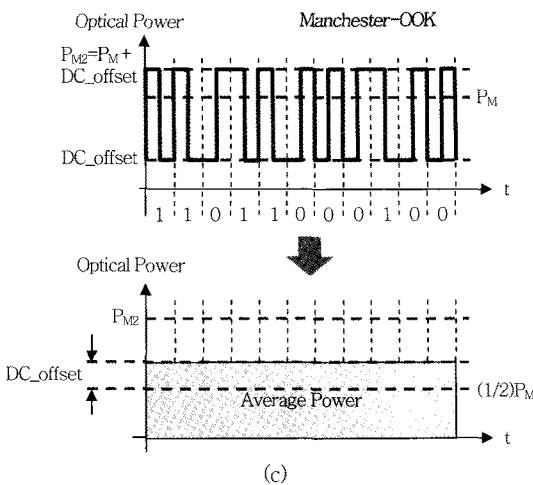 Optical Power
Manchester-OOK
P_M2=P_M +
DC_offset
P_M
DC_offset
t
1 1 0 1 1 0 0 0 1 0 0
Optical Power
P_M2
DC_offset
(1/2)P_M
Average Power
t
(c)